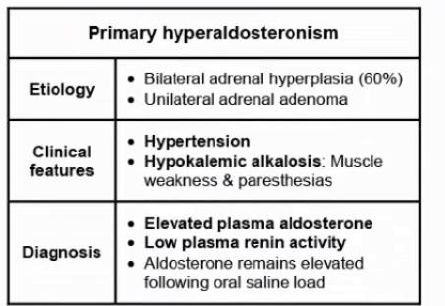 Primary hyperaldosteronism
Etiology
• Bilateral adrenal hyperplasia (60%)
• Unilateral adrenal adenoma
Clinical
features
• Hypertension
• Hypokalemic alkalosis: Muscle
weakness & paresthesias
Diagnosis
• Elevated plasma aldosterone
• Low plasma renin activity
• Aldosterone remains elevated
following oral saline load